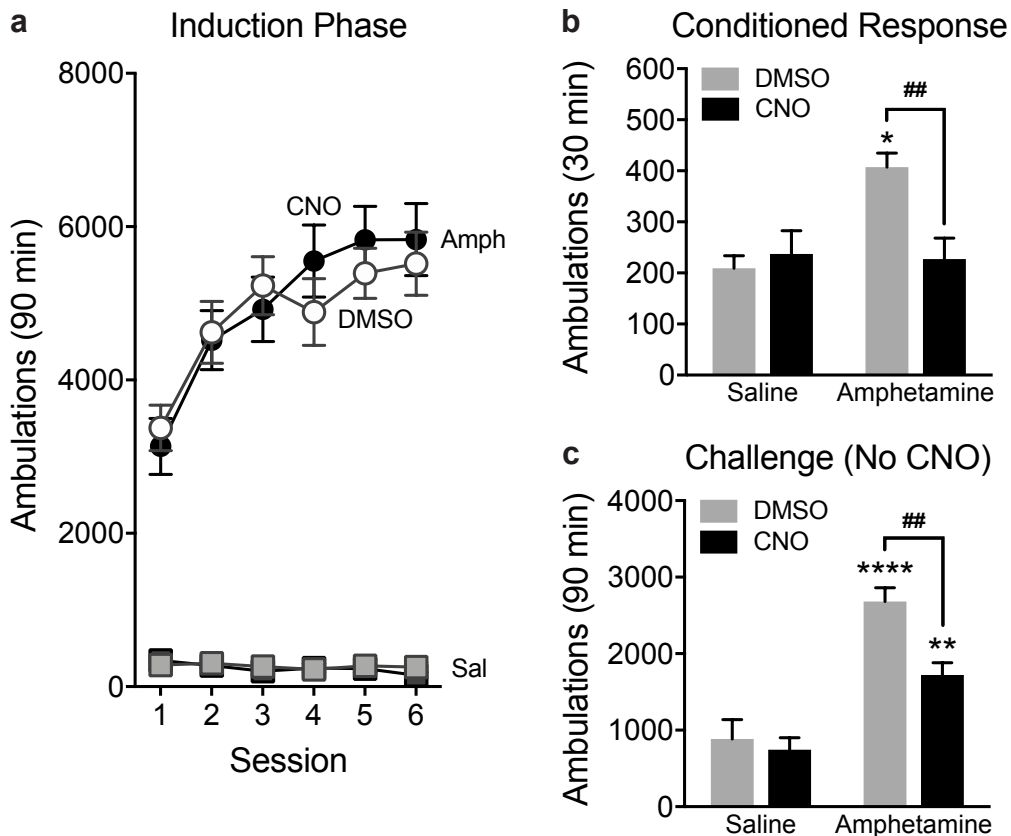 a
Induction Phase
Ambulations (90 min)
8000
6000
4000
2000
0
CNO
DMSO
Amph
Sal
1 2 3 4 5 6
Session
b
Conditioned Response
Ambulations (30 min)
600
500
400
300
200
100
0
DMSO
CNO
##
*
Saline Amphetamine
c
Challenge (No CNO)
Ambulations (90 min)
4000
3000
2000
1000
0
DMSO
CNO
##
****
**
Saline Amphetamine